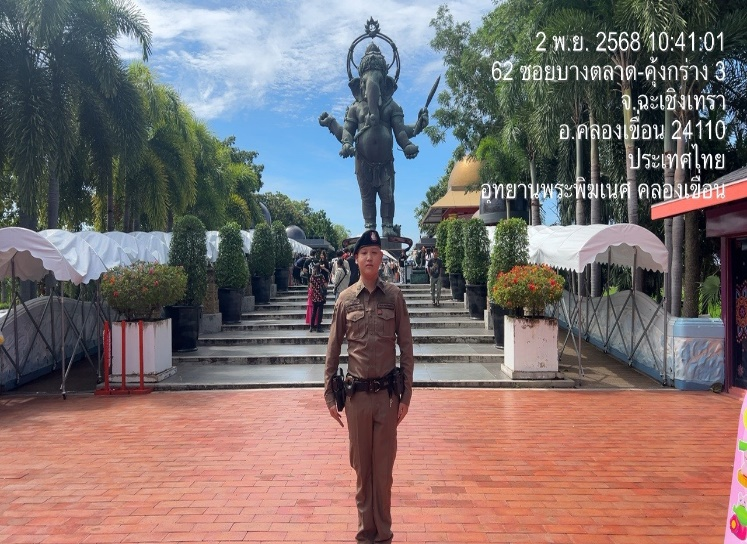 2 พ.ย. 2568 10:41:01
62 ซอยบางตลาด-คุ้งกร่าง 3
จ.ฉะเชิงเทรา
อ.คลองเขื่อน 24110
ประเทศไทย
อุทยานพระพิฆเนศ คลองเขื่อน